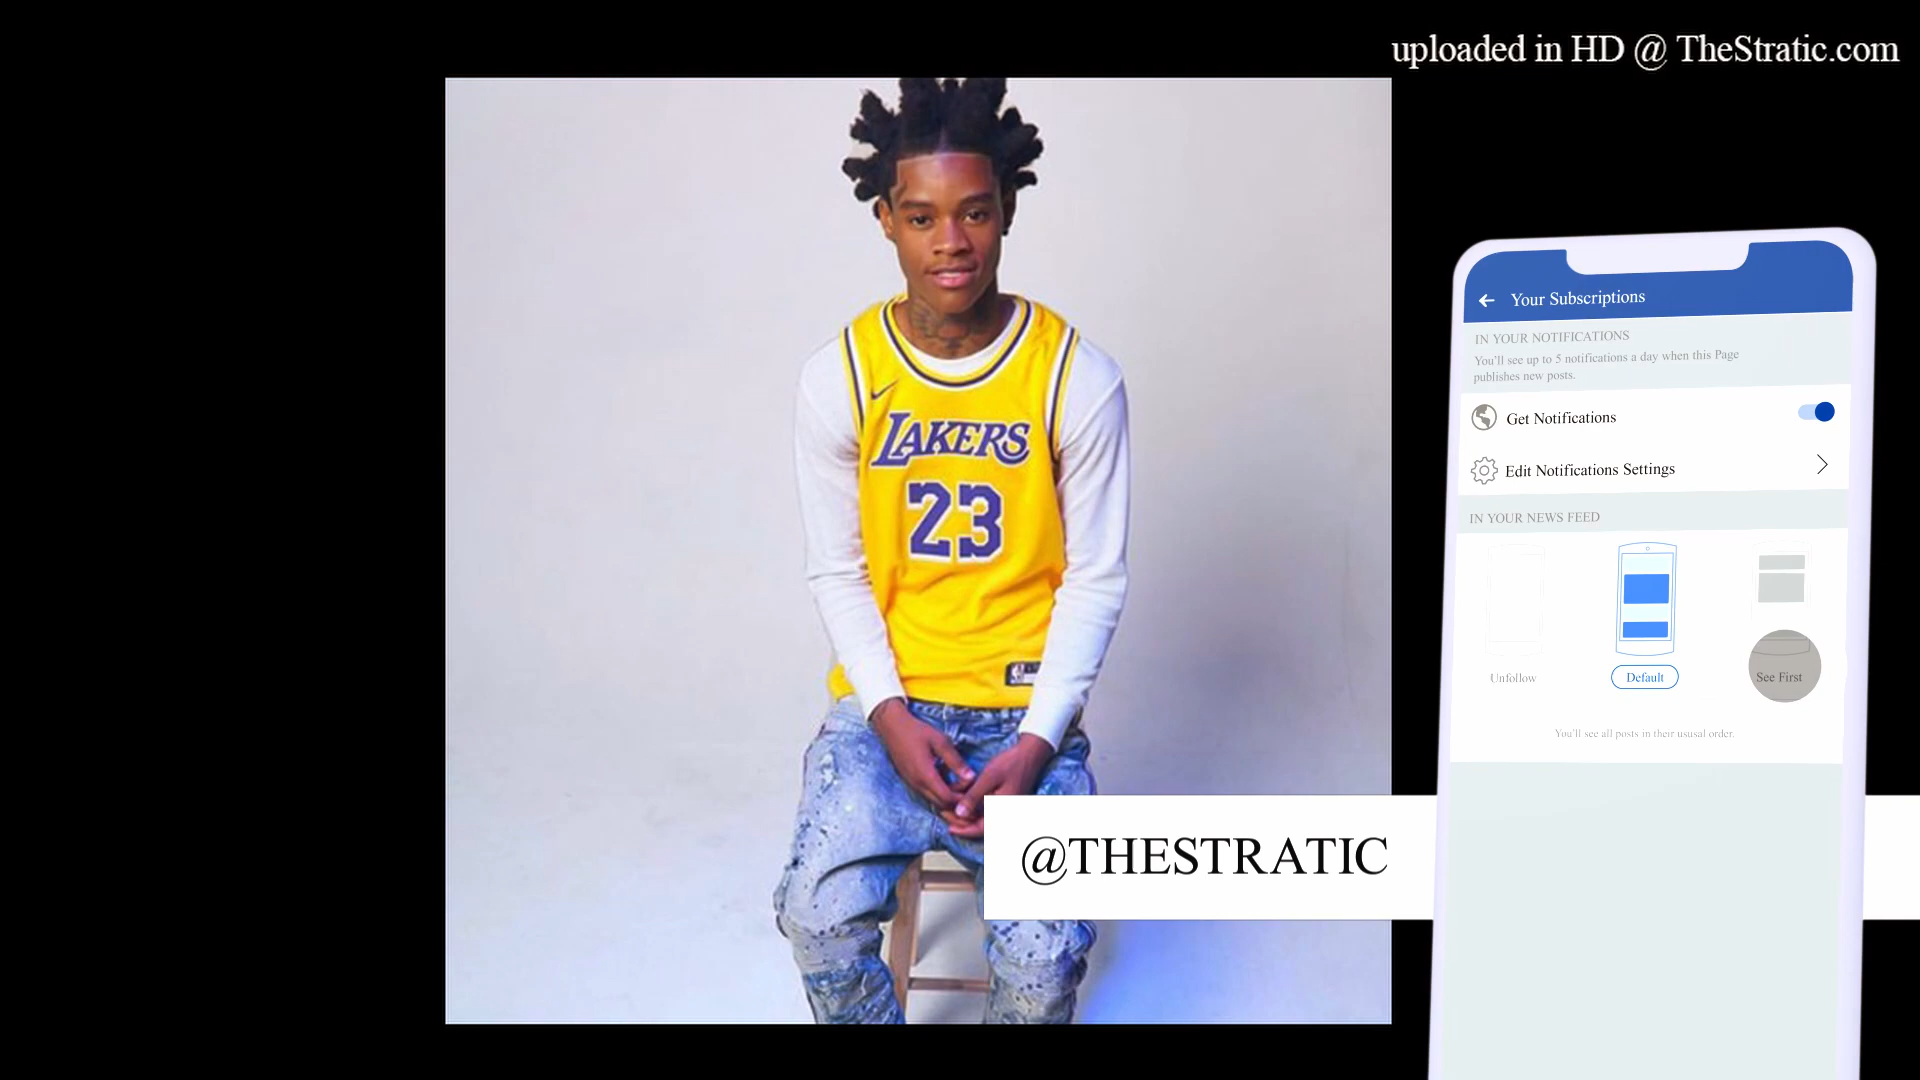 uploaded in HD @ TheStratic.com
LAKERS
23
Your Subscriptions
IN YOUR NOTIFICATIONS
You'll see up to 5 notifications a day when this Page
publishes new posts.
Get Notifications
Edit Notifications Settings
IN YOUR NEWS FEED
Unfollow
Default
See First
You'll see all posts in their ususal order.
@THESTRATIC